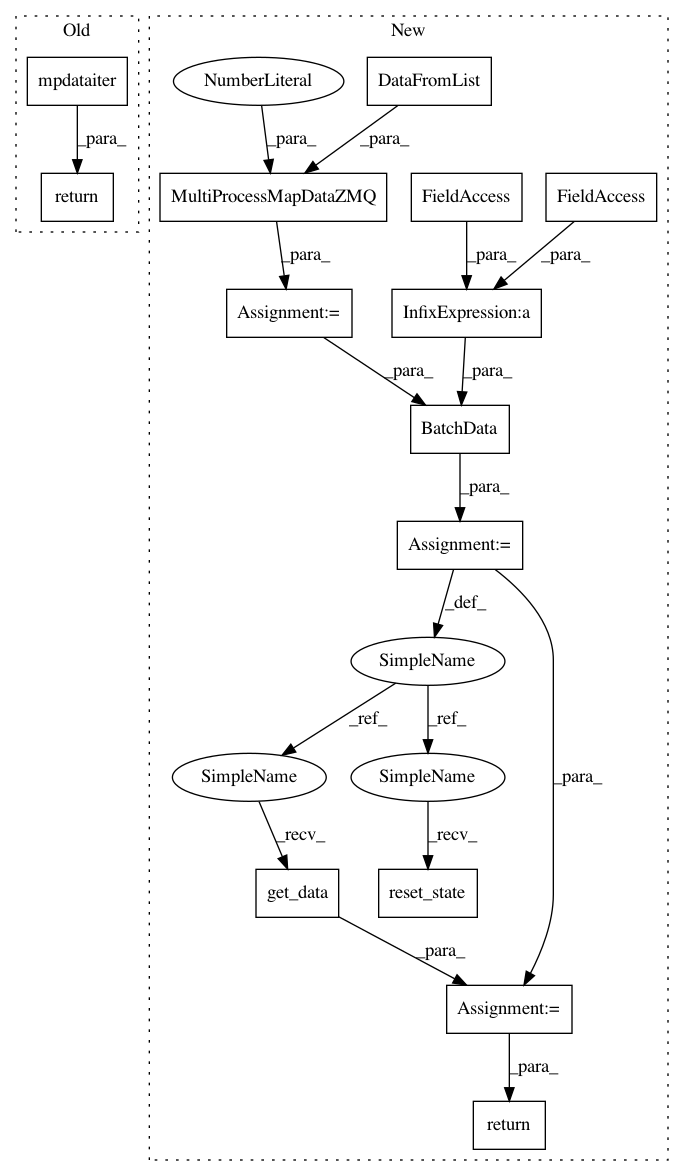 Old
New
mpdataiter
NumberLiteral
DataFromList
_para_
_para_
_para_
return
MultiProcessMapDataZMQ
FieldAccess
FieldAccess
_para_
_para_
_para_
Assignment:=
InfixExpression:a
_para_
_para_
BatchData
_para_
Assignment:=
_def_
SimpleName
_ref_
_ref_
SimpleName
SimpleName
_para_
_recv_
_recv_
get_data
reset_state
_para_
Assignment:=
_para_
return